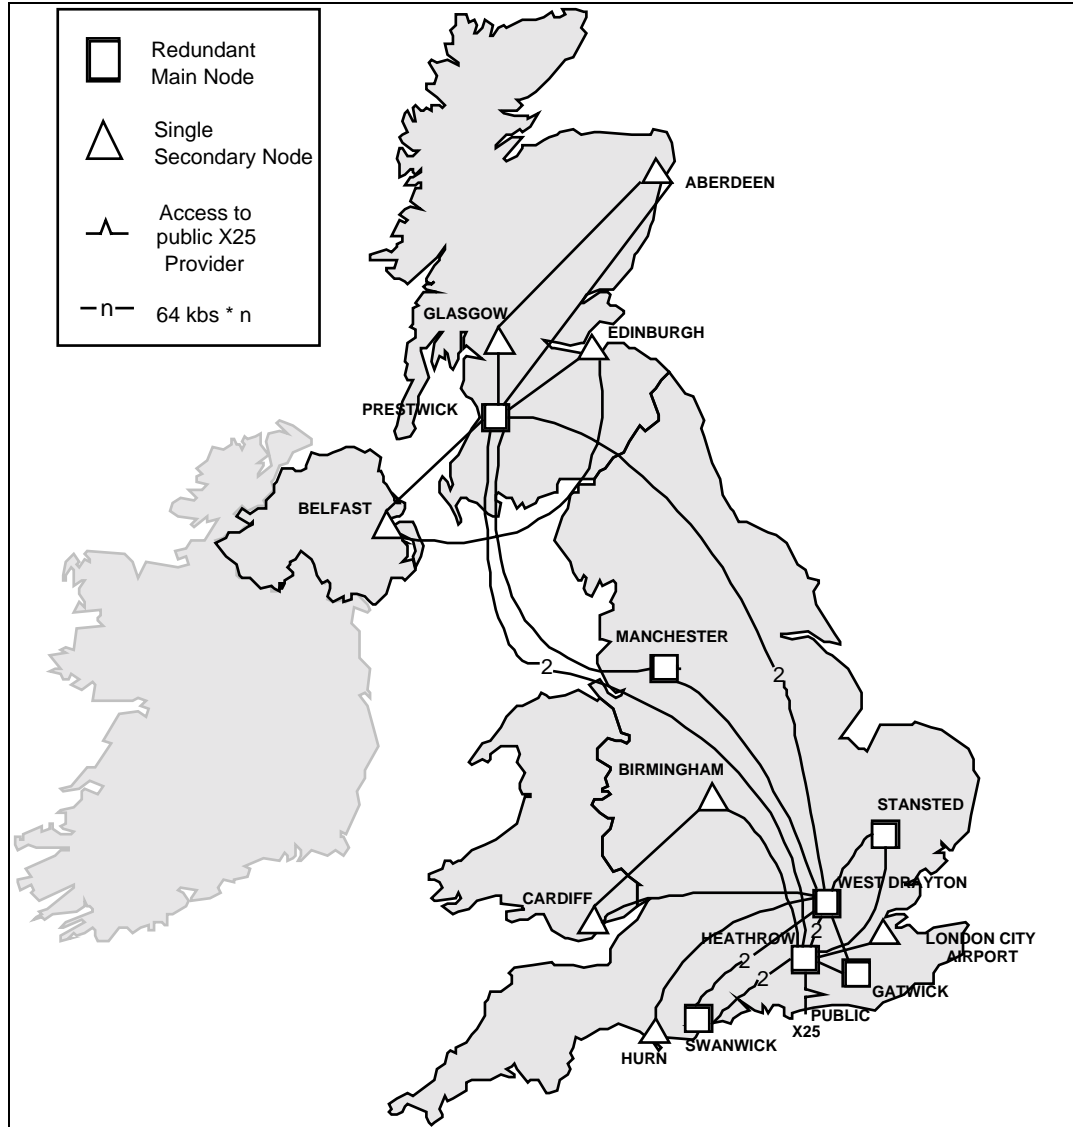 Redundant
Main Node
Single
Secondary Node
Access to
public X25
Provider
n
64 kbs * n
ABERDEEN
GLASGOW
EDINBURGH
PRESTWICK
BELFAST
MANCHESTER
2
2
BIRMINGHAM
STANSTED
WEST DRAYTON
CARDIFF
HEATHROW
2
LONDON CITY
AIRPORT
2
2
GATWICK
PUBLIC
X25
SWANWICK
HURN